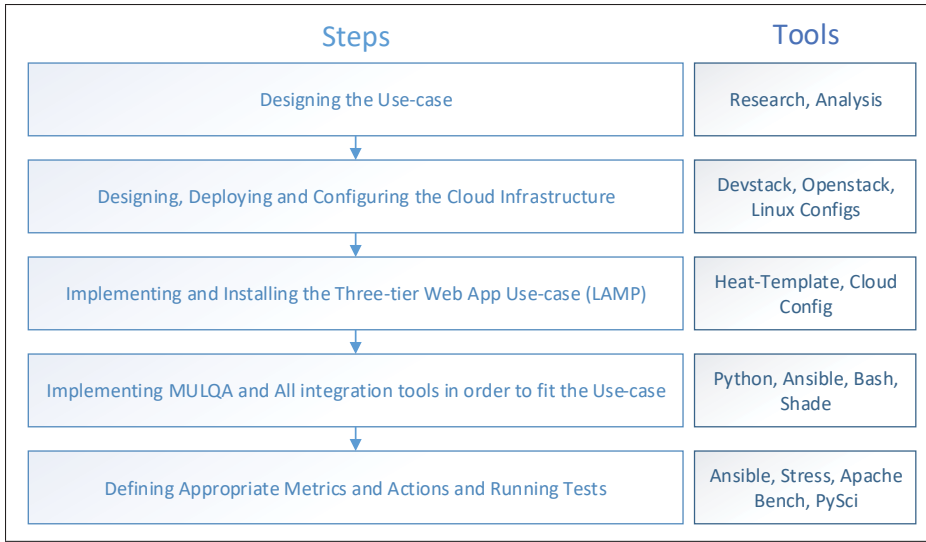 Steps
Tools
Designing the Use-case
Research, Analysis
Designing, Deploying and Configuring the Cloud Infrastructure
Devstack, Openstack,
Linux Configs
Implementing and Installing the Three-tier Web App Use-case (LAMP)
Heat-Template, Cloud
Config
Implementing MULQA and All integration tools in order to fit the Use-case
Python, Ansible, Bash,
Shade
Defining Appropriate Metrics and Actions and Running Tests
Ansible, Stress, Apache
Bench, PySci